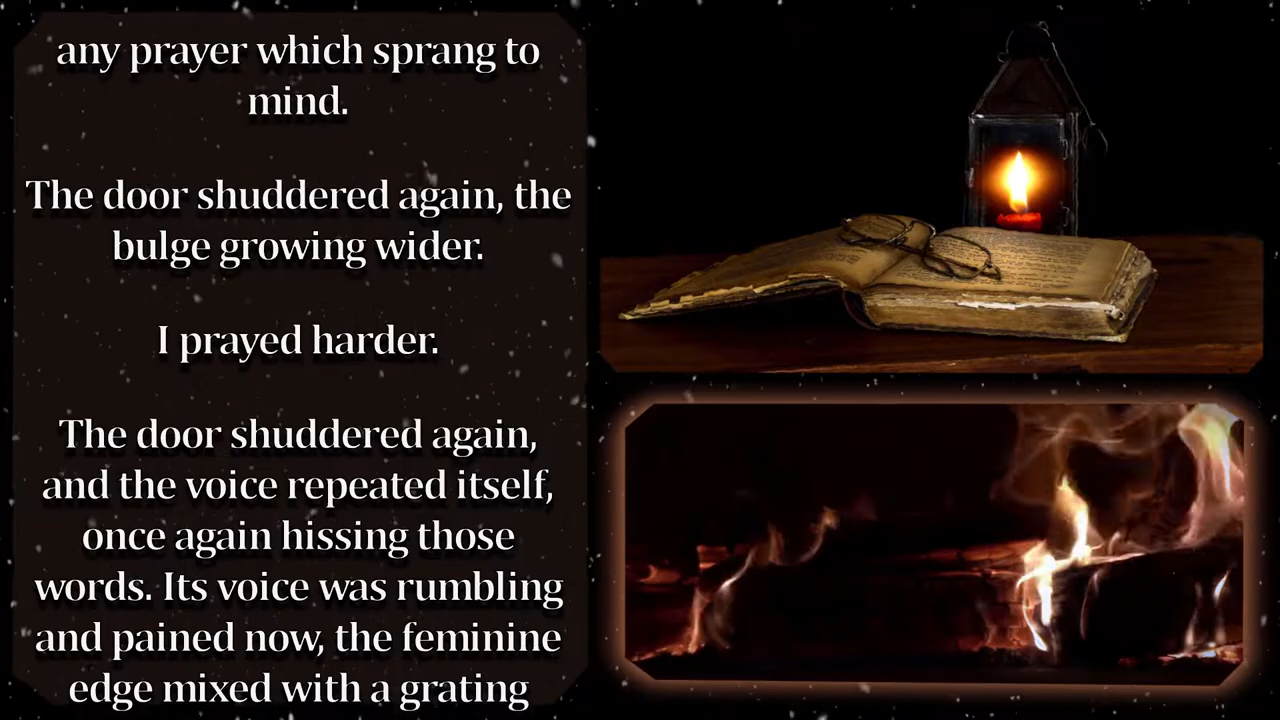 any prayer which sprang to
mind.
The door shuddered again, the
bulge growing wider.
I prayed harder.
The door shuddered again,
and the voice repeated itself,
once again hissing those
words. Its voice was rumbling
and pained now, the feminine
edge mixed with a grating